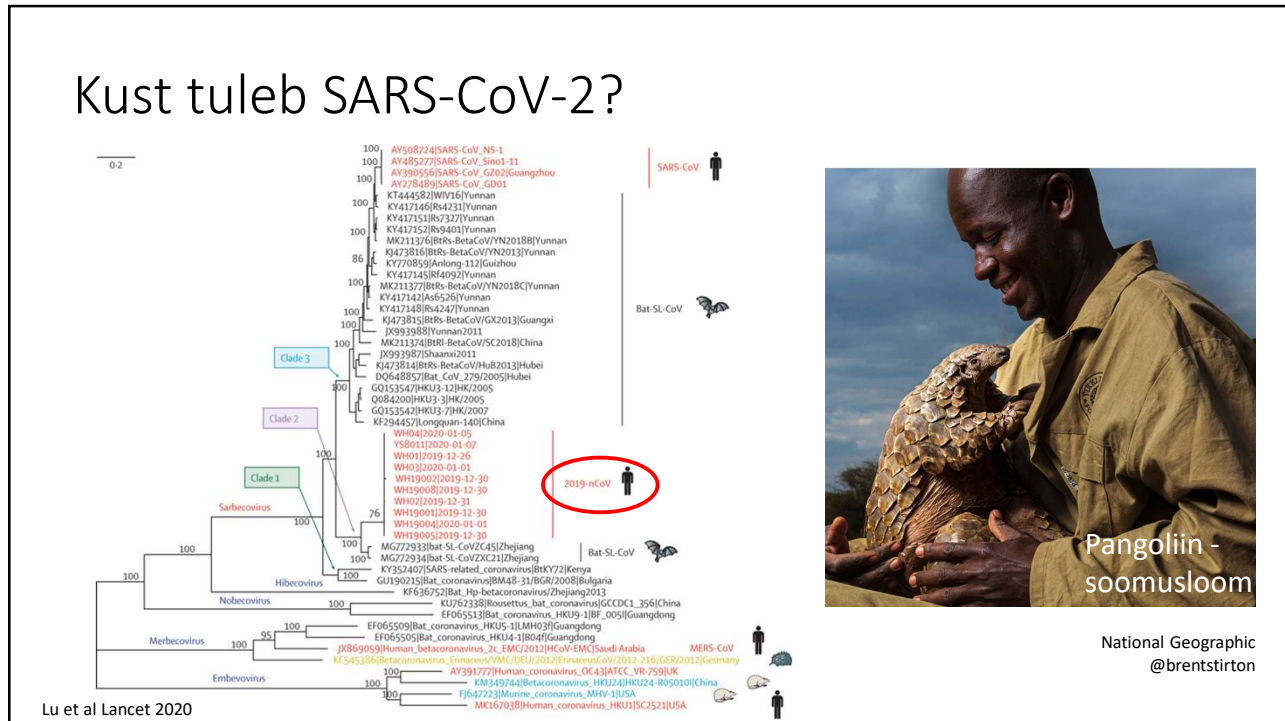 Kust tuleb SARS-CoV-2?
0-2
100
AY508724|SARS-CoV_NS-1
AY485277|SARS-CoV_Sino1-11
AY390556|SARS-CoV_GZ02|Guangzhou
AY278489|SARS-CoV_GD01
SARS-CoV
100
100
KT444582|WIV16|Yunnan
KY417146|Rs4231|Yunnan
KY417151|Rs7327|Yunnan
KY417152|Rs9401|Yunnan
MK211376|BtRs-BetaCoV/YN2018B|Yunnan
100
KJ473816|BtRs-BetaCoV/YN2013|Yunnan
86
KY770859|Anlong-112|Guizhou
KY417145|Rf4092|Yunnan
MK211377|BtRs-BetaCoV/YN2018C|Yunnan
100
KY417142|As6526|Yunnan
KY417148|Rs4247|Yunnan
Bat-SL-CoV
100
KJ473815|BtRs-BetaCoV/GX2013|Guangxi
JX993988|Yunnan2011
100
MK211374|BtRl-BetaCoV/SC2018|China
Clade 3
JX993987|Shaanxi2011
KJ473814|BtRs-BetaCoV/HuB2013|Hubei
DQ648857|Bat_CoV_279/2005|Hubei
100
GQ153547|HKU3-12|HK/2005
Q084200|HKU3-3|HK/2005
GQ153542|HKU3-7|HK/2007
KF294457|Longquan-140|China
Clade 2
100
WH04|2020-01-05
YS8011|2020-01-07
WH01|2019-12-26
WH03|2020-01-01
WH19002|2019-12-30
WH19008|2019-12-30
WH02|2019-12-31
WH19001|2019-12-30
WH19004|2020-01-01
WH19005|2019-12-30
2019-nCoV
Clade 1
100
Sarbecovirus
76
100
100
MG772933|bat-SL-CoVZC45|Zhejiang
MG772934|bat-SL-CoVZXC21|Zhejiang
Bat-SL-CoV
100
KY352407|SARS-related_coronavirus|BtKY72|Kenya
GU190215|Bat_coronavirus|BM48-31/BGR/2008|Bulgaria
100
Hibecovirus
KF636752|Bat_Hp-betacoronavirus/Zhejiang2013
100
Nobecovirus
100
KU762338|Rousettus_bat_coronavirus|GCCDC1_356|China
EF065513|Bat_coronavirus_HKU9-1|BF_005I|Guangdong
Merbecovirus
100
95
EF065509|Bat_coronavirus_HKU5-1|LMH03f|Guangdong
EF065505|Bat_coronavirus_HKU4-1|B04f|Guangdong
JX869059|Human_betacoronavirus_2c_EMC/2012|HCoV-EMC|Saudi Arabia
MERS-CoV
KC545386|Betacoronavirus_Erinaceus/VMC/DEU/2012|ErinaceusCoV/2012-216/GER/2012|Germany
Embevovirus
100
100
AY391777|Human_coronavirus_OC43|ATCC_VR-759|UK
KM349744|Betacoronavirus_HKU24|HKU24-R05010I|China
FJ647223|Murine_coronavirus_MHV-1|USA
MK167038|Human_coronavirus_HKU1|SC2521|USA
Lu et al Lancet 2020
Pangoliin -
soomusloom
National Geographic
@brentstirton